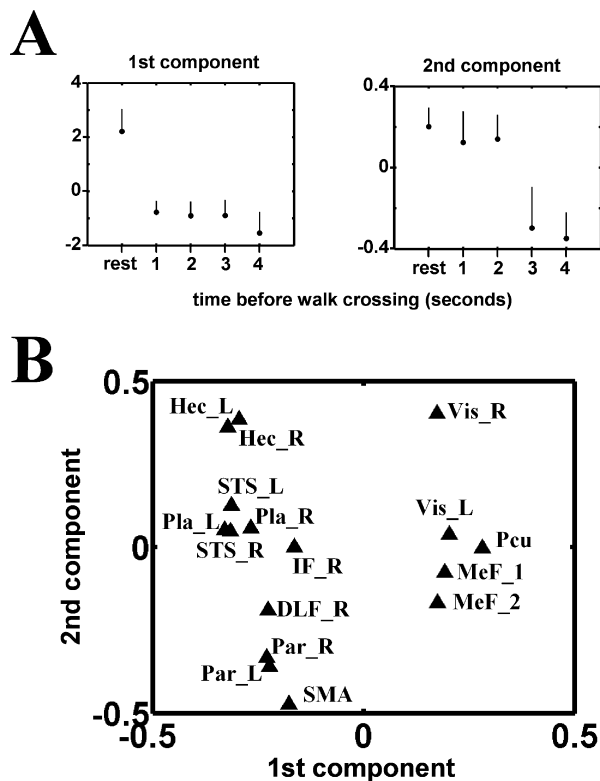 A
1st component
2nd component
4
2
0
-2
rest 1 2 3 4
0.4
0
-0.4
rest 1 2 3 4
time before walk crossing (seconds)
B
0.5
Hec_L
Hec_R
Vis_R
STS_L
Pla_L
Pla_R
STS_R
Vis_L
Pcu
IF_R
MeF_1
MeF_2
DLF_R
Par_R
Par_L
SMA
2nd component
0
-0.5
-0.5 0 0.5
1st component